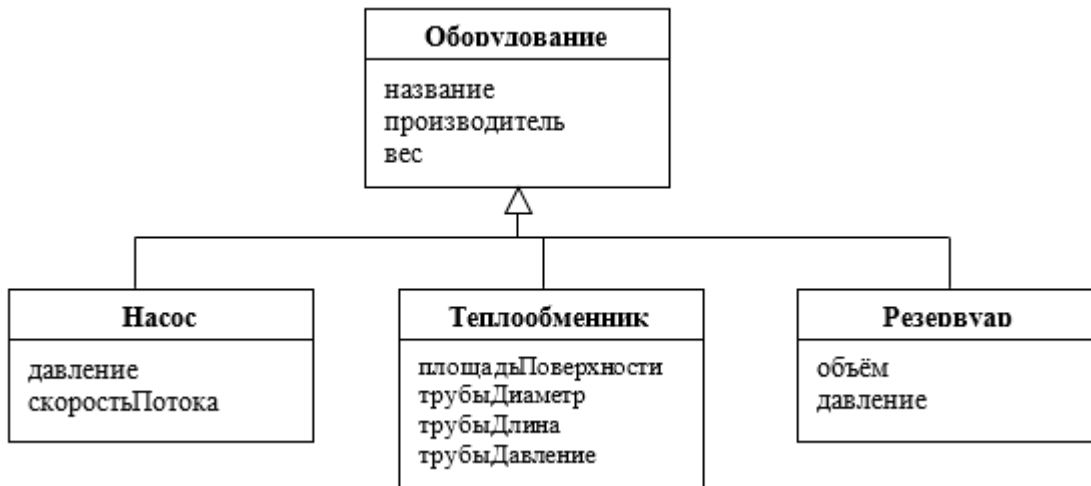 Оборудование
название
производитель
вес
Насос
давление
скоростьПотока
Теплообменник
площадьПоверхности
трубыДиаметр
трубыДлина
трубыДавление
Резервуар
объём
давление